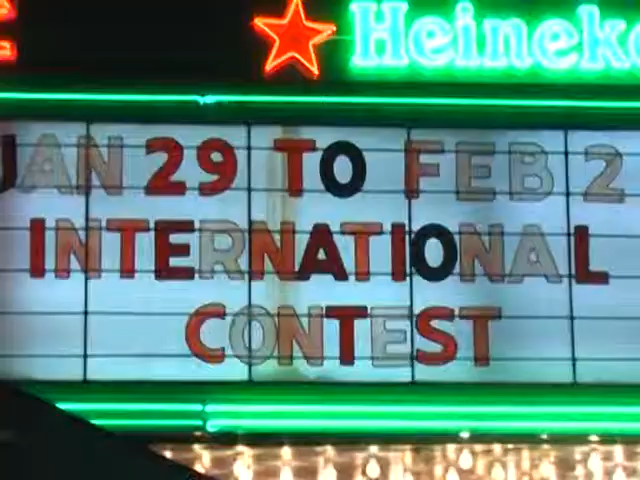 Heineke
JAN 29 TO FEB 2
INTERNATIONAL
CONTEST